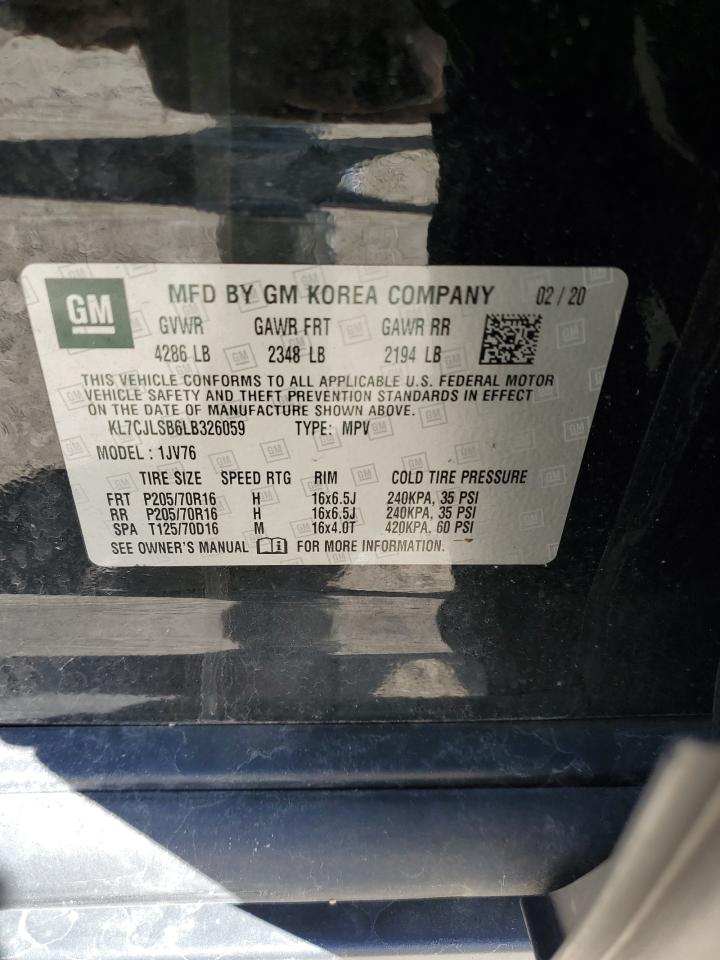 GM MFD BY GM KOREA COMPANY 02/20
GVWR GAWR FRT GAWR RR
4286 LB 2348 LB 2194 LB
THIS VEHICLE CONFORMS TO ALL APPLICABLE U.S. FEDERAL MOTOR
VEHICLE SAFETY AND THEFT PREVENTION STANDARDS IN EFFECT
ON THE DATE OF MANUFACTURE SHOWN ABOVE.
KL7CJLSB6LB326059 TYPE: MPV
MODEL: 1JV76
TIRE SIZE SPEED RTG RIM COLD TIRE PRESSURE
FRT P205/70R16 H 16x6.5J 240KPA, 35 PSI
RR P205/70R16 H 16x6.5J 240KPA, 35 PSI
SPA T125/70D16 M 16x4.0T 420KPA, 60 PSI
SEE OWNER'S MANUAL i FOR MORE INFORMATION.